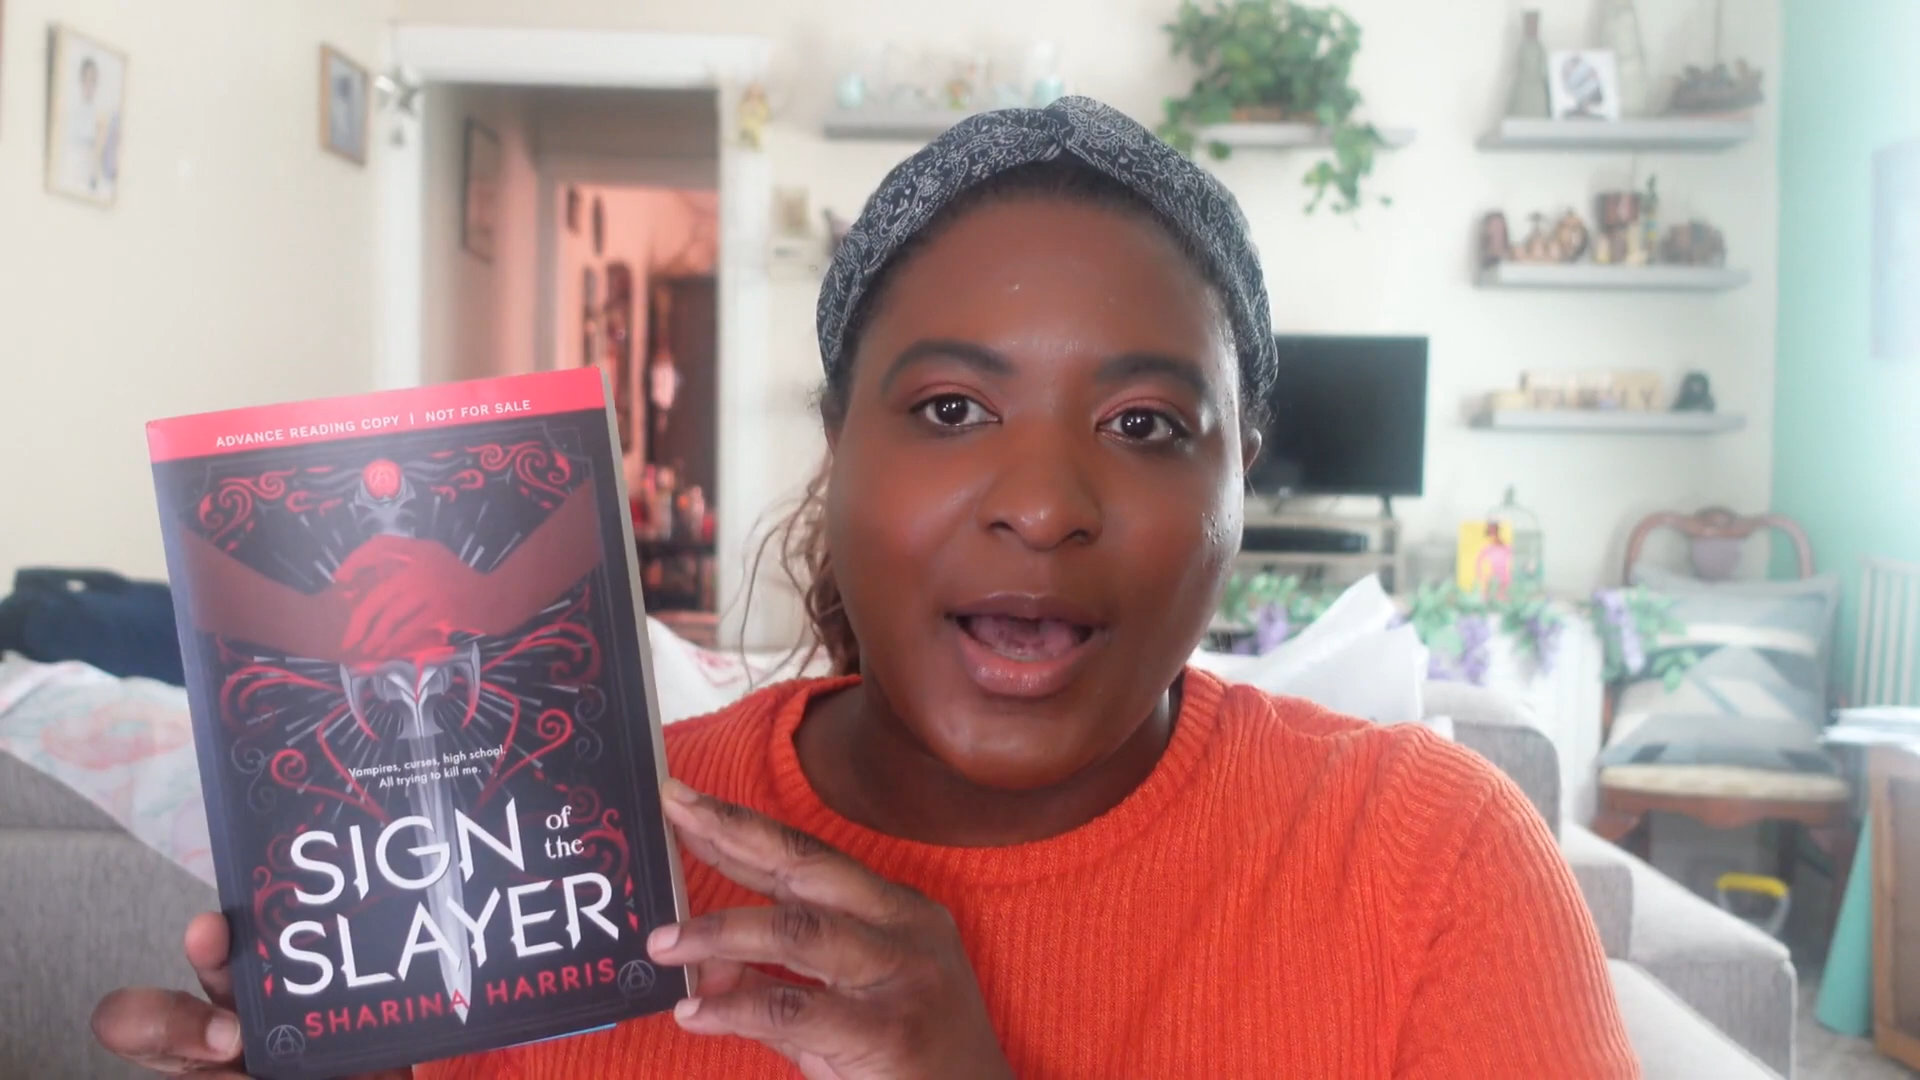 ADVANCE READING COPY | NOT FOR SALE
Vampires, curses, high school.
All trying to kill me.
SIGN of the
SLAYER
SHARINA HARRIS